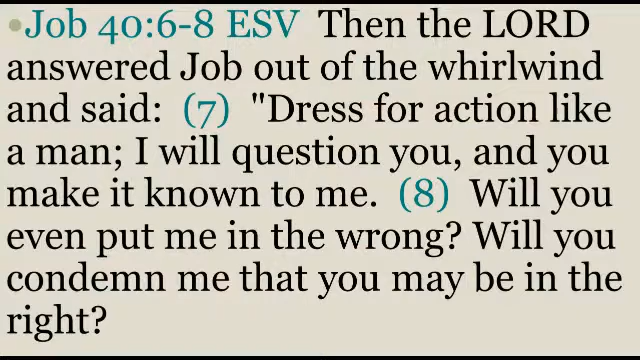 •Job 40:6-8 ESV Then the LORD
answered Job out of the whirlwind
and said: (7) "Dress for action like
a man; I will question you, and you
make it known to me. (8) Will you
even put me in the wrong? Will you
condemn me that you may be in the
right?